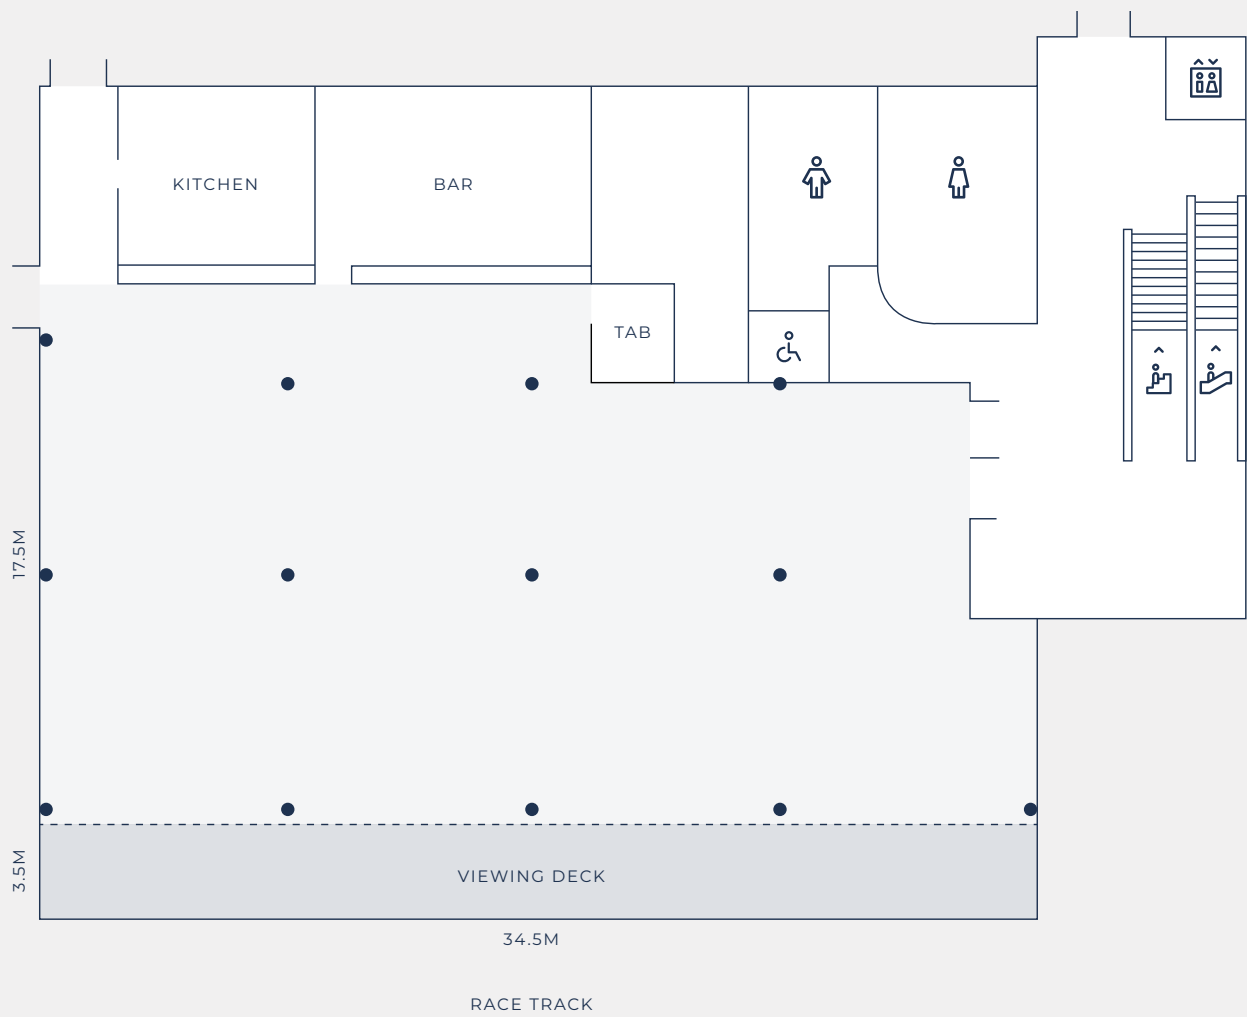 KITCHEN
BAR
TAB
17.5M
3.5M
VIEWING DECK
34.5M
RACE TRACK